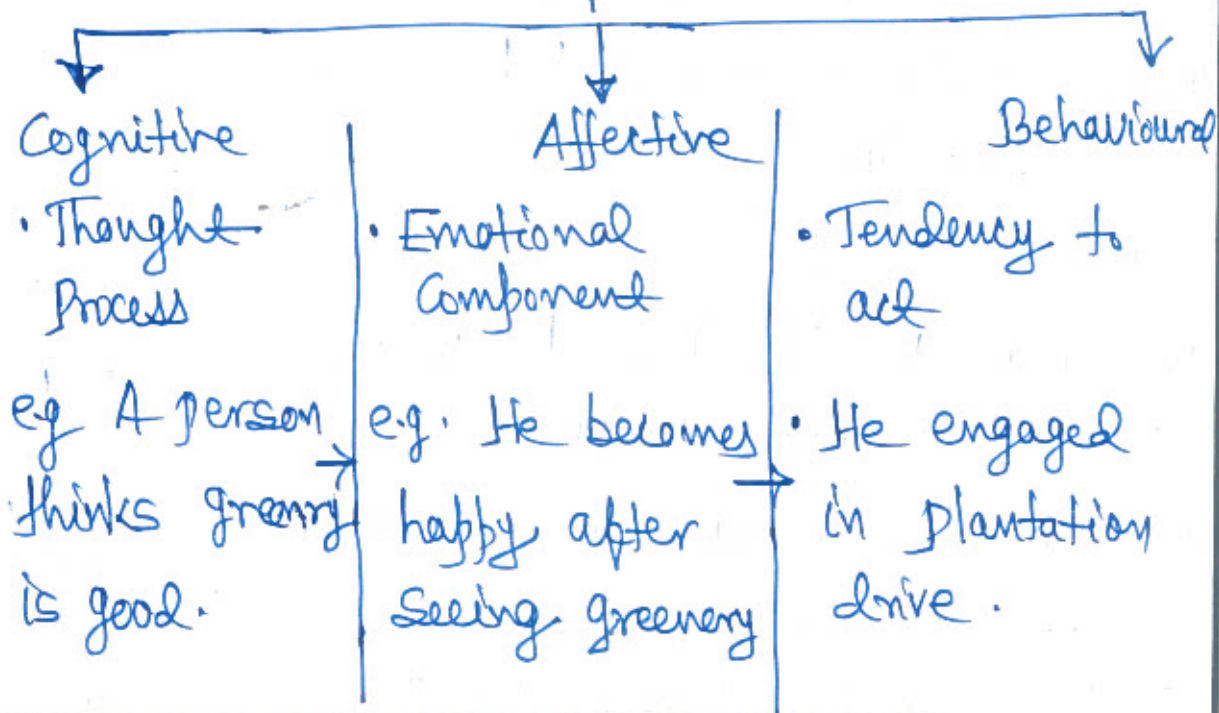 Cognitive
• Thought
Process
e.g A person
thinks greenry
is good.
Affective
• Emotional
Component
e.g. He becomes
happy after
seeing greenery
Behavioural
• Tendency to
act
• He engaged
in plantation
drive.